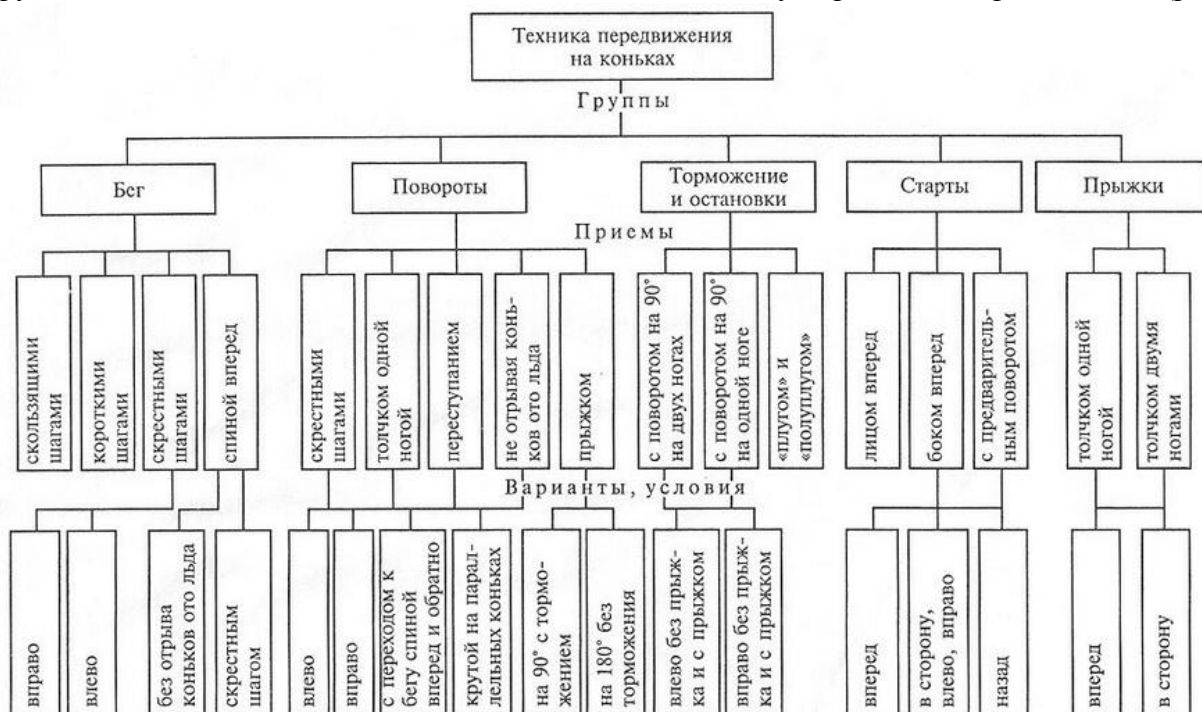 Техника передвижения
на коньках
Группы
Бег
Повороты
Торможение
и остановки
Старты
Прыжки
Приемы
скользящими
шагами
короткими
шагами
скрестными
шагами
спиной вперед
скрестными
шагами
толчком одной
ногой
переступанием
не отрывая конь-
ков ото льда
прыжком
с поворотом на 90°
на двух ногах
с поворотом на 90°
на одной ноге
«плугом» и
«полуплугом»
лицом вперед
боком вперед
с предваритель-
ным поворотом
толчком одной
ногой
толчком двумя
ногами
Варианты, условия
вправо
влево
без отрыва
коньков ото льда
скрестным
шагом
влево
вправо
с переходом к
бегу спиной
вперед и обратно
крутой на парал-
лельных коньках
на 90° с тормо-
жением
на 180° без
торможения
влево без прыж-
ка и с прыжком
вправо без прыж-
ка и с прыжком
вперед
в сторону,
влево, вправо
назад
вперед
в сторону